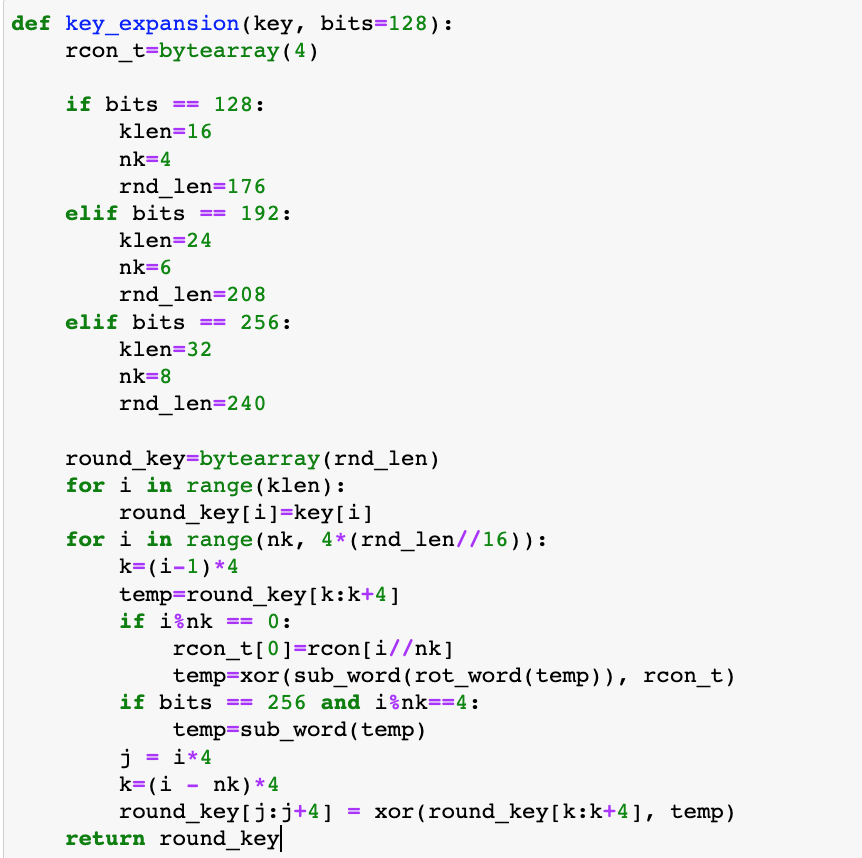 def key_expansion(key, bits=128):
    rcon_t=bytearray(4)

    if bits == 128:
        klen=16
        nk=4
        rnd_len=176
    elif bits == 192:
        klen=24
        nk=6
        rnd_len=208
    elif bits == 256:
        klen=32
        nk=8
        rnd_len=240

    round_key=bytearray(rnd_len)
    for i in range(klen):
        round_key[i]=key[i]
    for i in range(nk, 4*(rnd_len//16)):
        k=(i-1)*4
        temp=round_key[k:k+4]
        if i%nk == 0:
            rcon_t[0]=rcon[i//nk]
            temp=xor(sub_word(rot_word(temp)), rcon_t)
        if bits == 256 and i%nk==4:
            temp=sub_word(temp)
        j = i*4
        k=(i - nk)*4
        round_key[j:j+4] = xor(round_key[k:k+4], temp)
    return round_key